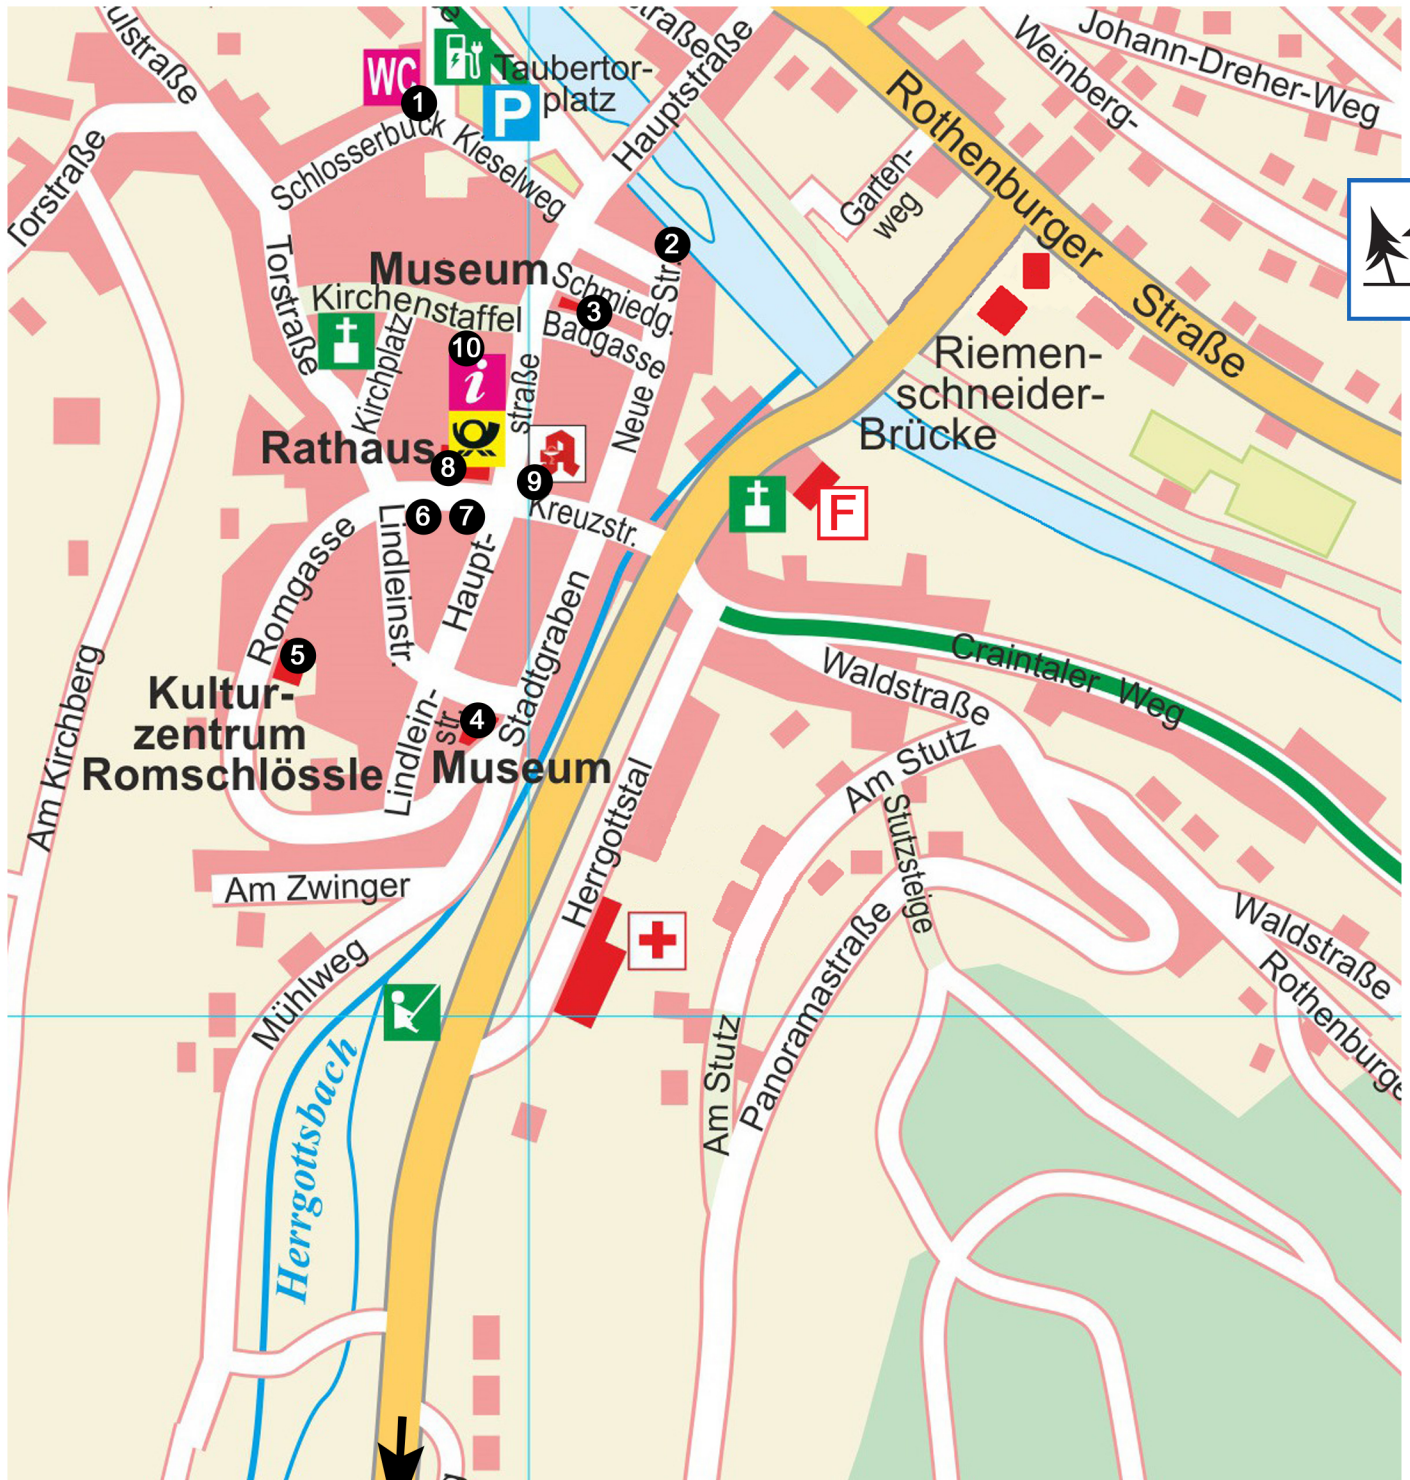 ulstraße
WC
1
Taubertor-
platz
P
traße
Hauptstraße
Johann-Dreher-Weg
Weinberg-
Rothenburger
Straße
Torstraße
Schlosserbuck
Kieselweg
Garten-
weg
Torstraße
Museum
2
Str.
Schmiedg.
3
Badgasse
Kirchenstaffel
Kirchplatz
10
i
straße
Neue
Rathaus
8
A
9
Kreuzstr.
6
7
Riemen-
schneider-
Brücke
F
Romgasse
Lindleinstr.
Haupt-
Stadtgraben
5
Kultur-
zentrum
Romschlössle
Lindlein-
str.
4
Museum
Am Kirchberg
Craintaler Weg
Waldstraße
Am Stutz
Stutzsteige
Herrgottstal
Am Zwinger
Mühlweg
Panoramastraße
Am Stutz
Waldstraße
Rothenburge
Herrgottsbach